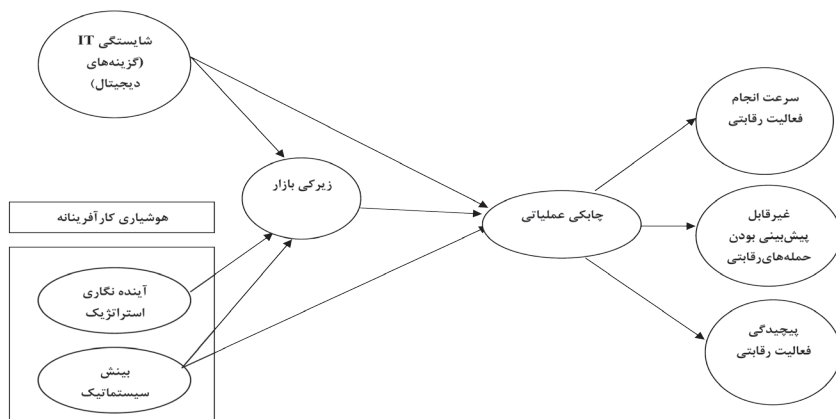 شایستگی IT
(گزینه‌های
دیجیتال)
سرعت انجام
فعالیت رقابتی
زیرکی بازار
هوشیاری کارآفرینانه
چابکی عملیاتی
غیرقابل
پیش‌بینی بودن
حمله‌های‌رقابتی
آینده نگاری
استراتژیک
پیچیدگی
فعالیت رقابتی
بینش
سیستماتیک